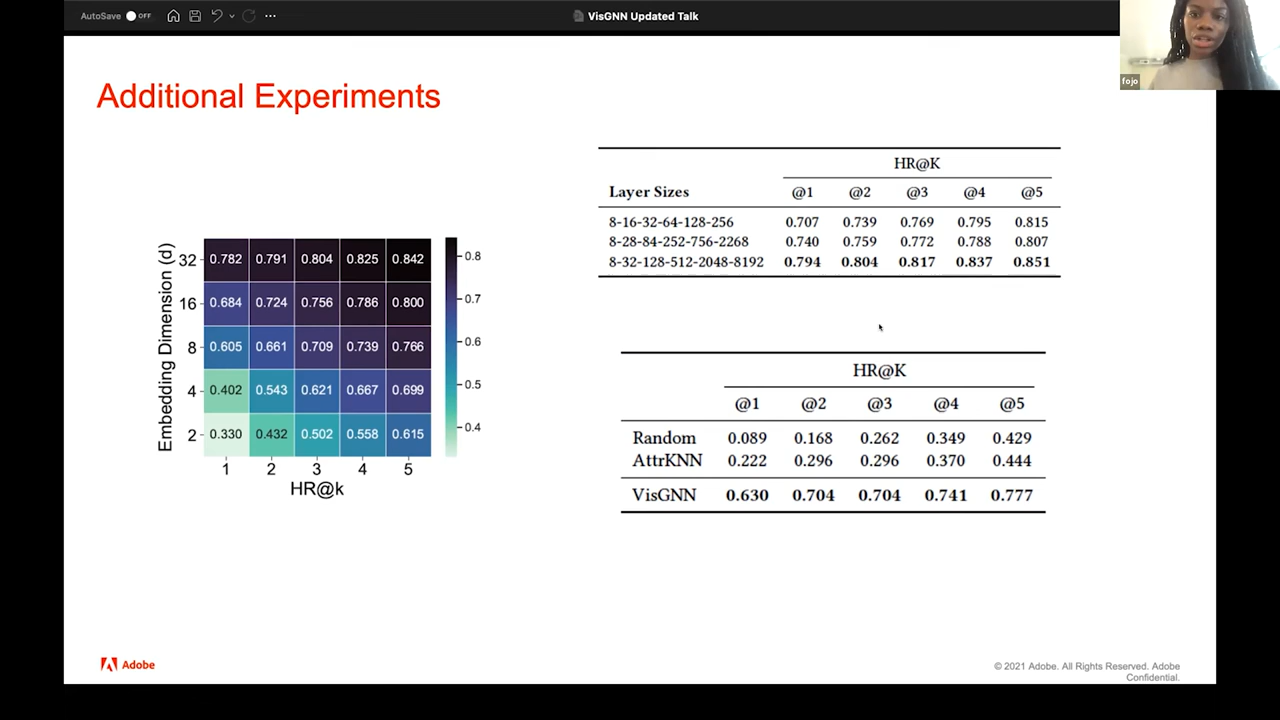 AutoSave OFF
VisGNN Updated Talk
fojo
Additional Experiments
HR@K
Layer Sizes @1 @2 @3 @4 @5
8-16-32-64-128-256 0.707 0.739 0.769 0.795 0.815
8-28-84-252-756-2268 0.740 0.759 0.772 0.788 0.807
8-32-128-512-2048-8192 0.794 0.804 0.817 0.837 0.851
Embedding Dimension (d)
32 0.782 0.791 0.804 0.825 0.842
16 0.684 0.724 0.756 0.786 0.800
8 0.605 0.661 0.709 0.739 0.766
4 0.402 0.543 0.621 0.667 0.699
2 0.330 0.432 0.502 0.558 0.615
1 2 3 4 5
HR@k
0.8
0.7
0.6
0.5
0.4
HR@K
@1 @2 @3 @4 @5
Random 0.089 0.168 0.262 0.349 0.429
AttrKNN 0.222 0.296 0.296 0.370 0.444
VisGNN 0.630 0.704 0.704 0.741 0.777
Adobe
© 2021 Adobe. All Rights Reserved. Adobe
Confidential.